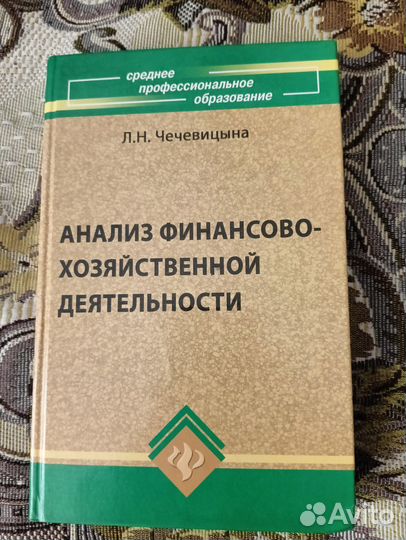 среднее
профессиональное
образование
Л.Н. Чечевицына
АНАЛИЗ ФИНАНСОВО-
ХОЗЯЙСТВЕННОЙ
ДЕЯТЕЛЬНОСТИ
Avito